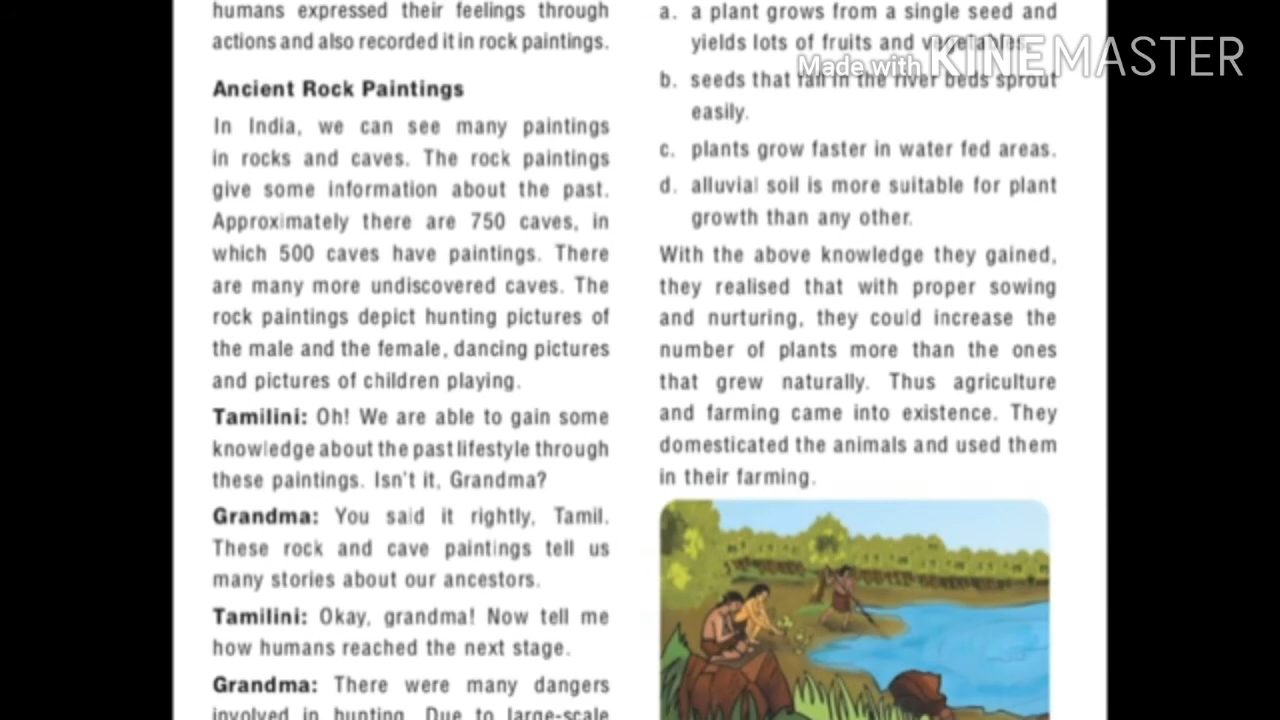 humans expressed their feelings through
actions and also recorded it in rock paintings.
Ancient Rock Paintings
In India, we can see many paintings
in rocks and caves. The rock paintings
give some information about the past.
Approximately there are 750 caves, in
which 500 caves have paintings. There
are many more undiscovered caves. The
rock paintings depict hunting pictures of
the male and the female, dancing pictures
and pictures of children playing.
Tamilini: Oh! We are able to gain some
knowledge about the past lifestyle through
these paintings. Isn't it, Grandma?
Grandma: You said it rightly, Tamil.
These rock and cave paintings tell us
many stories about our ancestors.
Tamilini: Okay, grandma! Now tell me
how humans reached the next stage.
Grandma: There were many dangers
involved in hunting. Due to large-scale
a. a plant grows from a single seed and
yields lots of fruits and vegetables.
b. seeds that fall in the river beds sprout
easily.
c. plants grow faster in water fed areas.
d. alluvial soil is more suitable for plant
growth than any other.
With the above knowledge they gained,
they realised that with proper sowing
and nurturing, they could increase the
number of plants more than the ones
that grew naturally. Thus agriculture
and farming came into existence. They
domesticated the animals and used them
in their farming.
Made with KINEMASTER